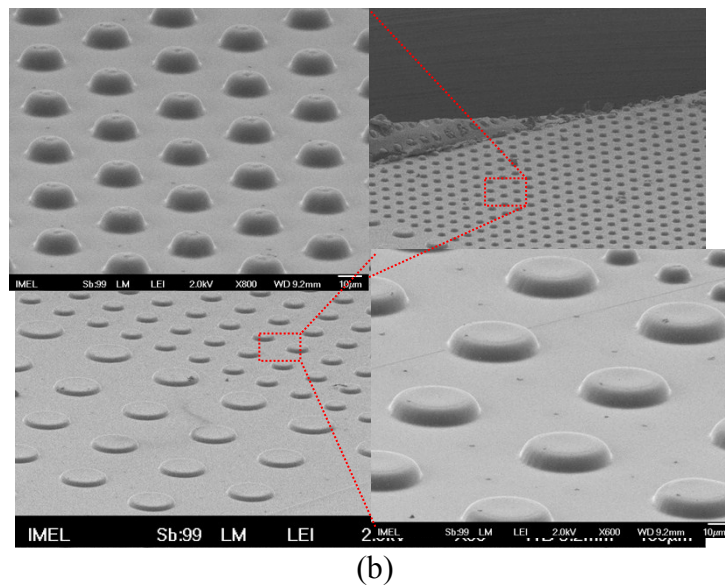 IMEL Sb:99 LM LEI 2.0kV X800 WD 9.2mm 10µm
IMEL Sb:99 LM LEI
IMEL Sb:99 LM LEI 2.0kV X600 WD 9.2mm 10µm
(b)